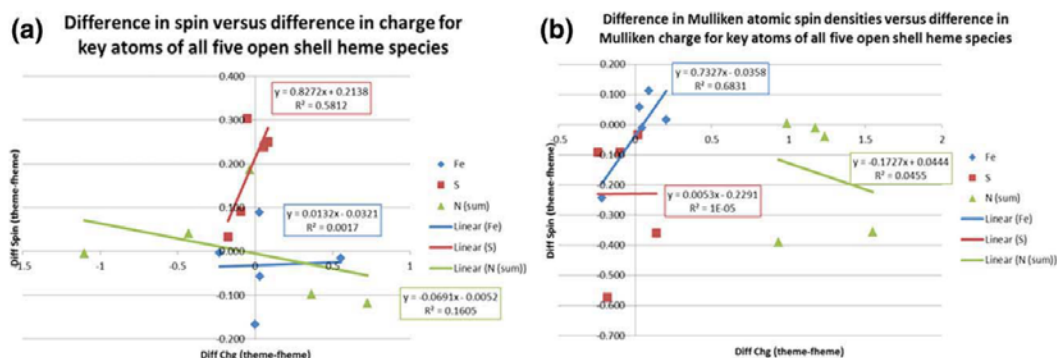 (a)
Difference in spin versus difference in charge for
key atoms of all five open shell heme species
0.400
0.300
0.200
0.100
0.000
-0.100
-0.200
-1.5
-1
-0.5
0
0.5
1
y = 0.8272x + 0.2138
R² = 0.5812
y = 0.0132x - 0.0321
R² = 0.0017
y = -0.0691x - 0.0052
R² = 0.1605
Diff Spin (theme-fheme)
Diff Chg (theme-fheme)
Fe
S
N (sum)
Linear (Fe)
Linear (S)
Linear (N (sum))
(b)
Difference in Mulliken atomic spin densities versus difference in
Mulliken charge for key atoms of all five open shell heme species
0.200
0.100
0.000
-0.100
-0.200
-0.300
-0.400
-0.500
-0.600
-0.700
-0.5
0
0.5
1
1.5
2
y = 0.7327x - 0.0358
R² = 0.6831
y = -0.1727x + 0.0444
R² = 0.0455
y = 0.0053x - 0.2291
R² = 1E-05
Diff Spin (theme-fheme)
Diff Chg (theme-fheme)
Fe
S
N (sum)
Linear (Fe)
Linear (S)
Linear (N (sum))